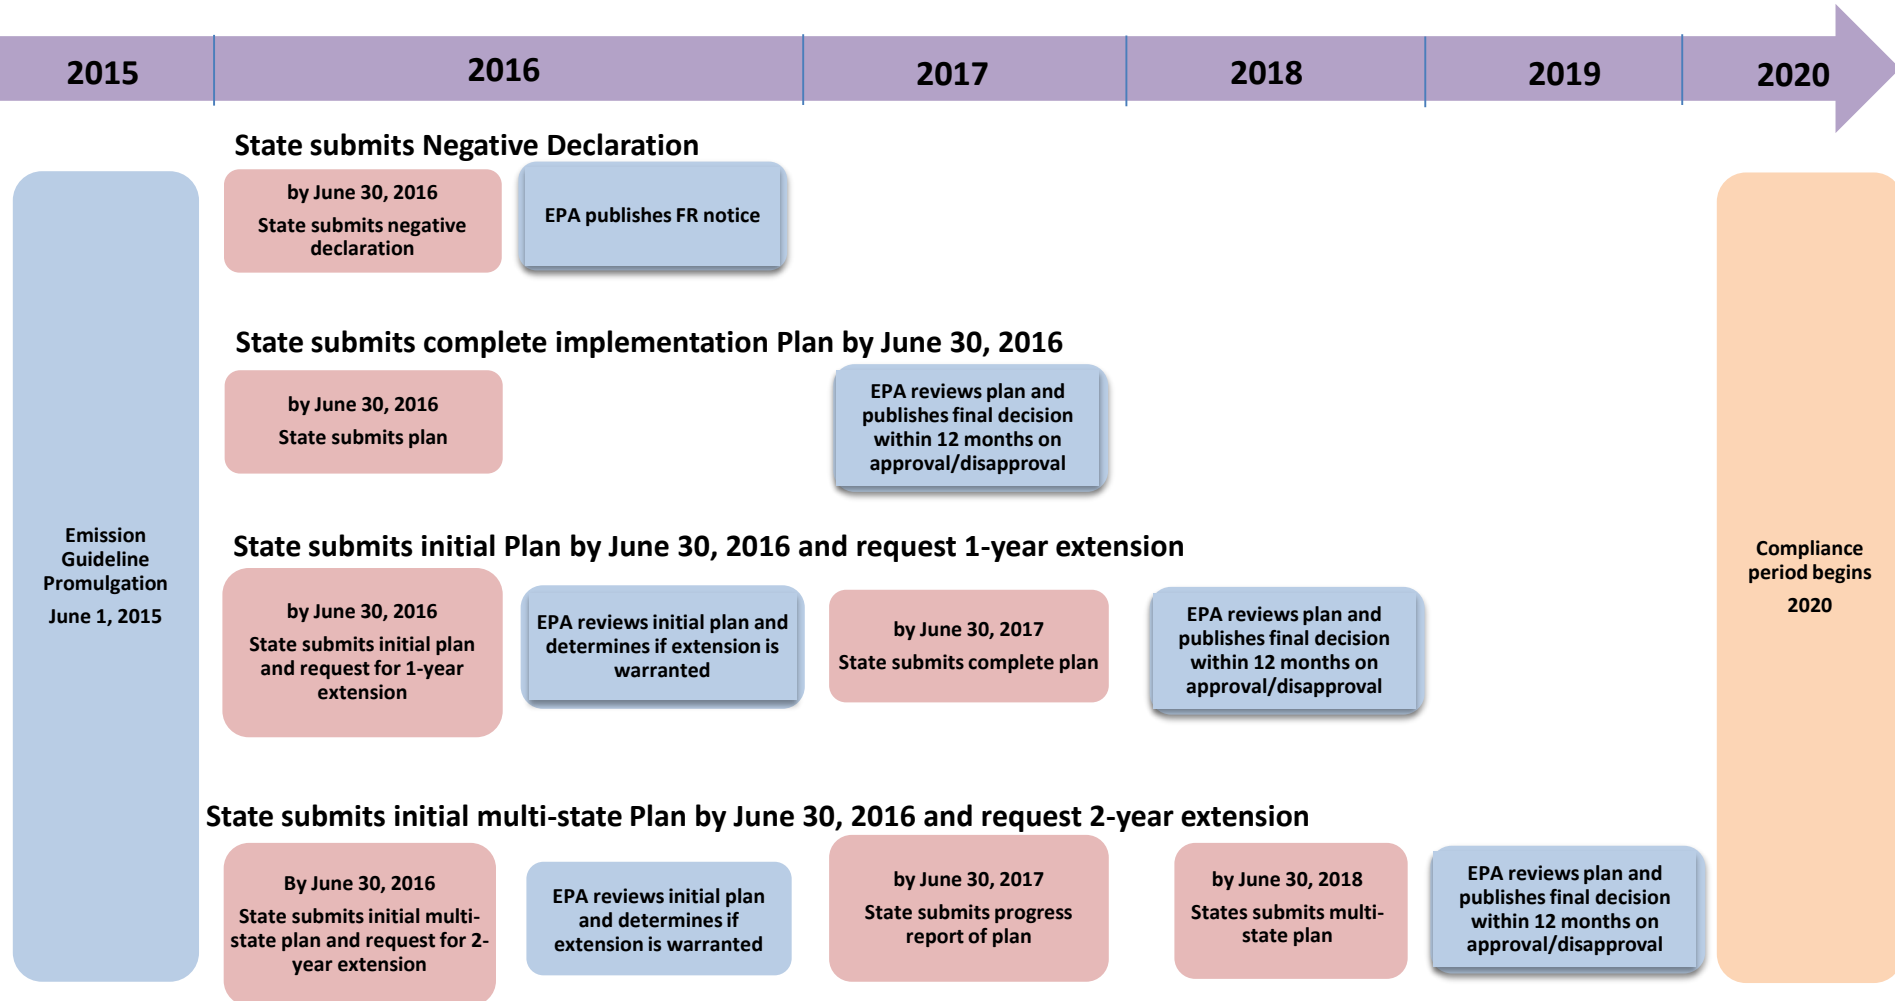 2015
2016
2017
2018
2019
2020
Emission
Guideline
Promulgation
June 1, 2015
State submits Negative Declaration
by June 30, 2016
State submits negative
declaration
EPA publishes FR notice
State submits complete implementation Plan by June 30, 2016
by June 30, 2016
State submits plan
EPA reviews plan and
publishes final decision
within 12 months on
approval/disapproval
State submits initial Plan by June 30, 2016 and request 1-year extension
by June 30, 2016
State submits initial plan
and request for 1-year
extension
EPA reviews initial plan and
determines if extension is
warranted
by June 30, 2017
State submits complete plan
EPA reviews plan and
publishes final decision
within 12 months on
approval/disapproval
State submits initial multi-state Plan by June 30, 2016 and request 2-year extension
By June 30, 2016
State submits initial multi-
state plan and request for 2-
year extension
EPA reviews initial plan
and determines if
extension is warranted
by June 30, 2017
State submits progress
report of plan
by June 30, 2018
States submits multi-
state plan
EPA reviews plan and
publishes final decision
within 12 months on
approval/disapproval
Compliance
period begins
2020